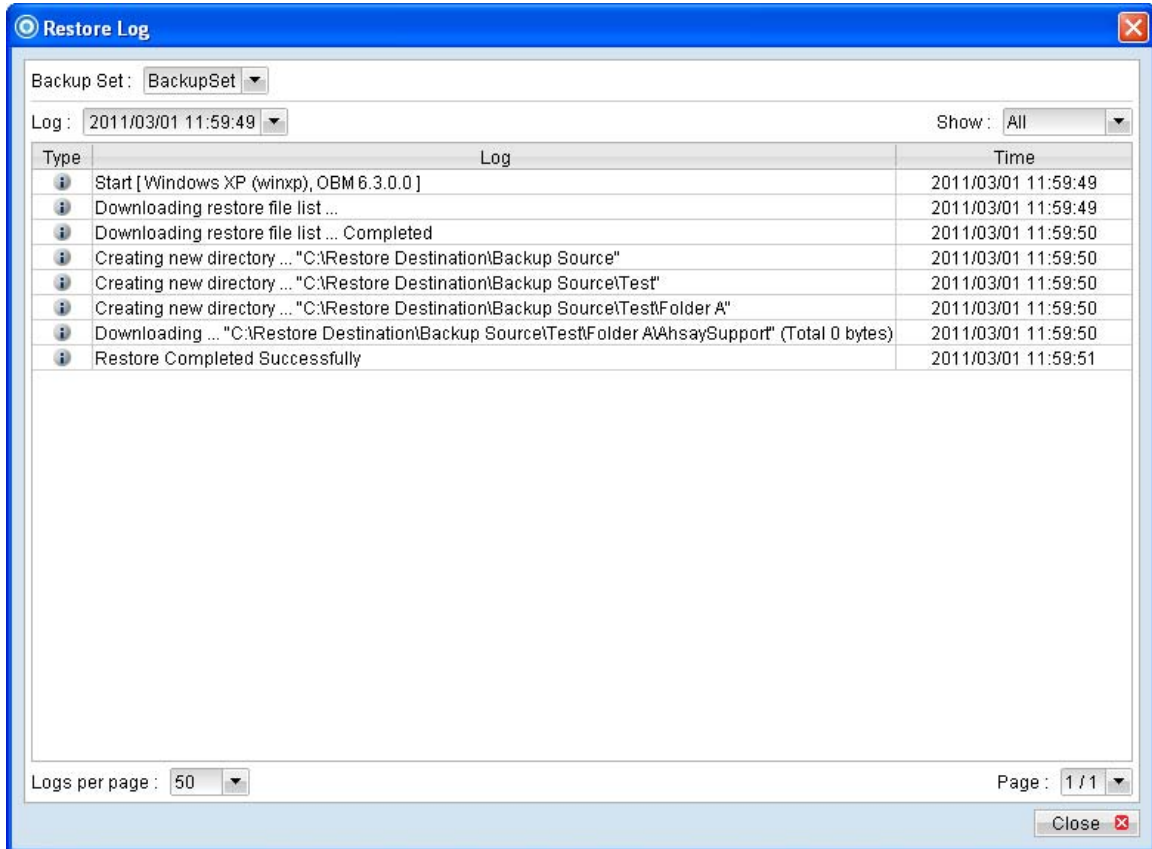 Restore Log
Backup Set : BackupSet
Log : 2011/03/01 11:59:49 Show : All
Type Log Time
Start [ Windows XP (winxp), OBM 6.3.0.0 ] 2011/03/01 11:59:49
Downloading restore file list ... 2011/03/01 11:59:49
Downloading restore file list ... Completed 2011/03/01 11:59:50
Creating new directory ... "C:\Restore Destination\Backup Source" 2011/03/01 11:59:50
Creating new directory ... "C:\Restore Destination\Backup Source\Test" 2011/03/01 11:59:50
Creating new directory ... "C:\Restore Destination\Backup Source\Test\Folder A" 2011/03/01 11:59:50
Downloading ... "C:\Restore Destination\Backup Source\Test\Folder A\AhsaySupport" (Total 0 bytes) 2011/03/01 11:59:50
Restore Completed Successfully 2011/03/01 11:59:51
Logs per page : 50 Page : 1 / 1
Close